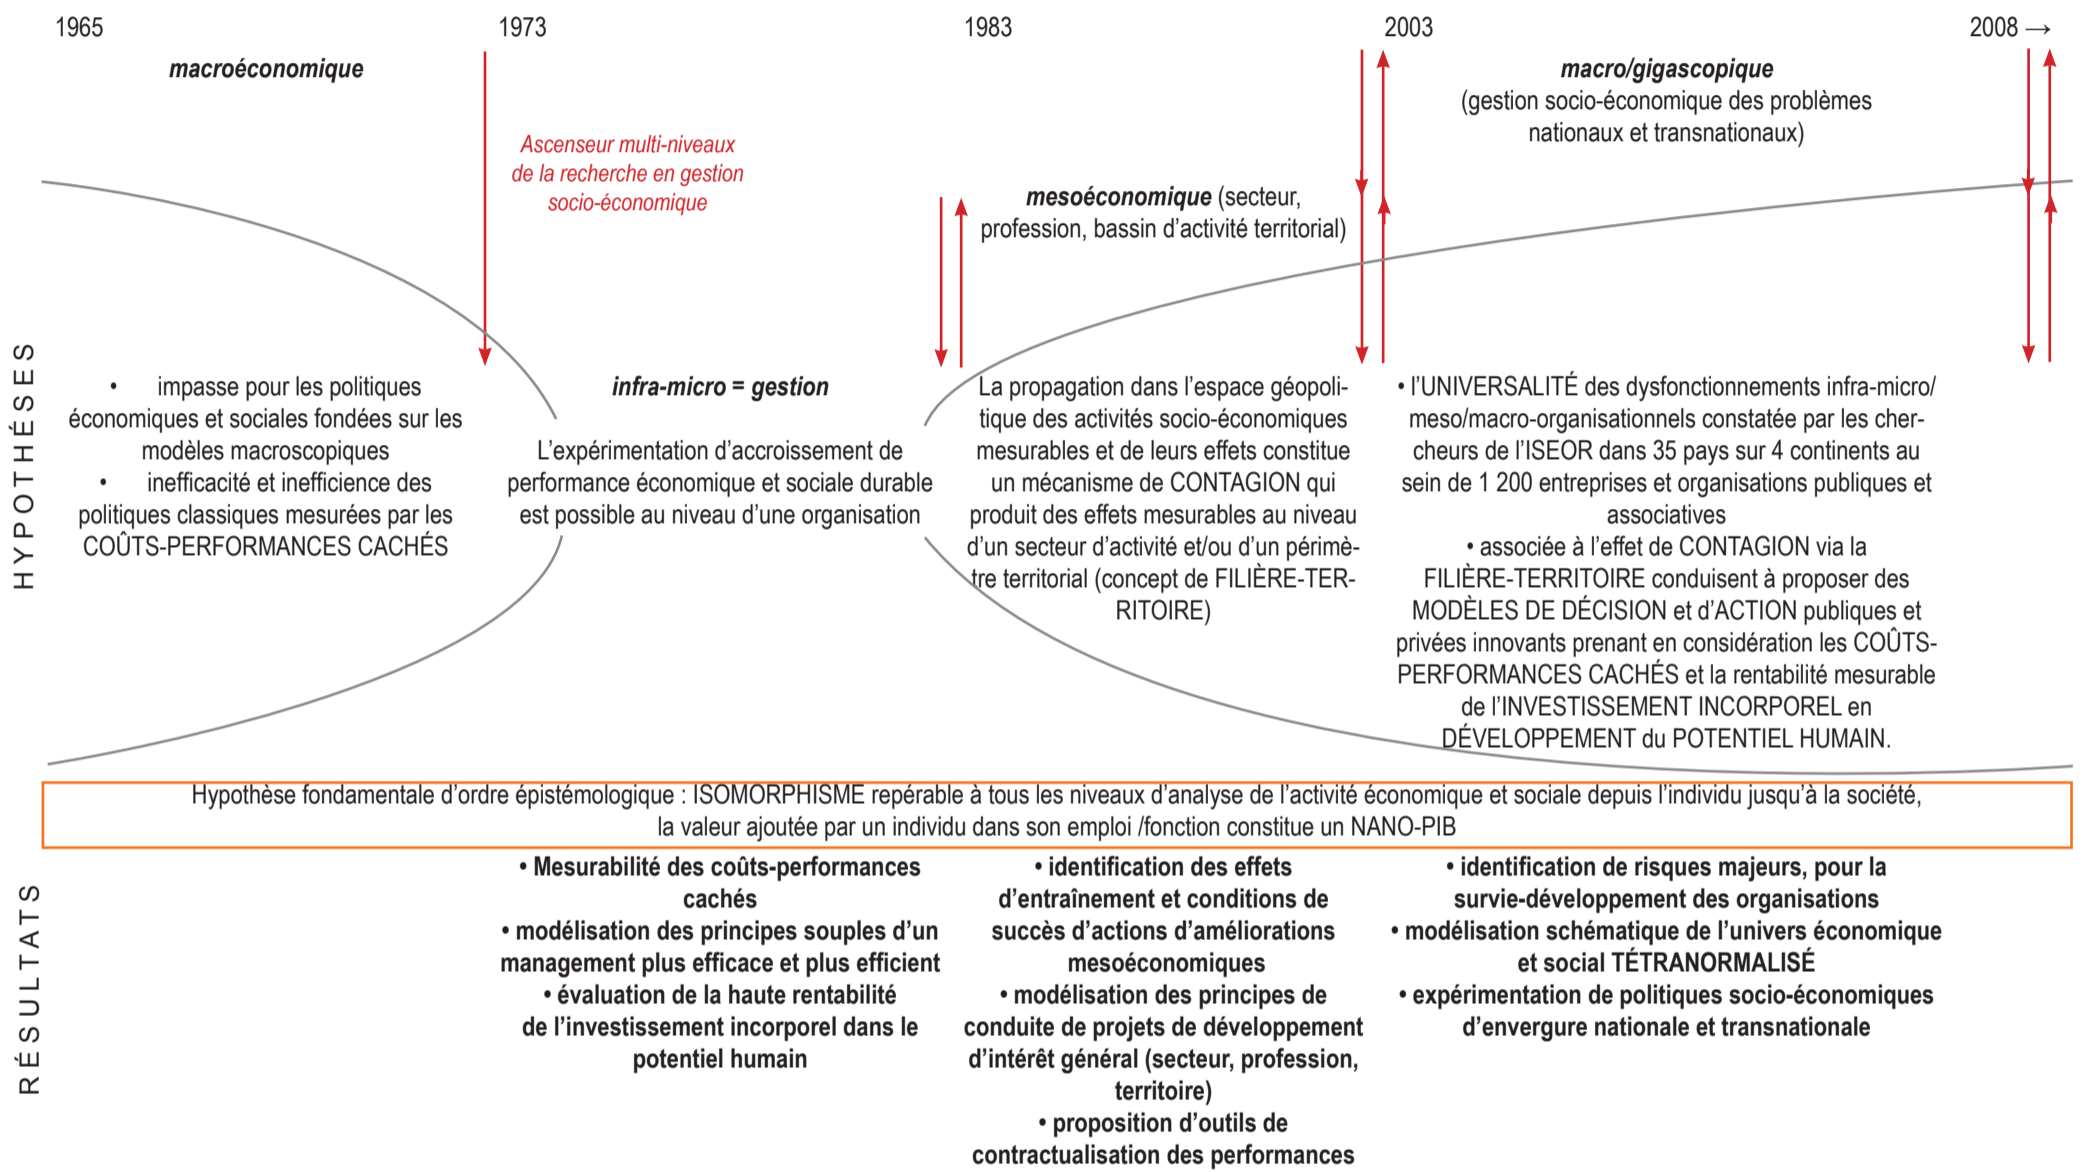 1965
1973
1983
2003
2008 →
macroéconomique
Ascenseur multi-niveaux
de la recherche en gestion
socio-économique
mesoéconomique (secteur,
profession, bassin d'activité territorial)
macro/gigascopique
(gestion socio-économique des problèmes
nationaux et transnationaux)
HYPOTHÉSES
• impasse pour les politiques
économiques et sociales fondées sur les
modèles macroscopiques
• inefficacité et inefficience des
politiques classiques mesurées par les
COÛTS-PERFORMANCES CACHÉS
infra-micro = gestion
L'expérimentation d'accroissement de
performance économique et sociale durable
est possible au niveau d'une organisation
La propagation dans l'espace géopoli-
tique des activités socio-économiques
mesurables et de leurs effets constitue
un mécanisme de CONTAGION qui
produit des effets mesurables au niveau
d'un secteur d'activité et/ou d'un périmè-
tre territorial (concept de FILIÈRE-TER-
RITOIRE)
• l'UNIVERSALITÉ des dysfonctionnements infra-micro/
meso/macro-organisationnels constatée par les cher-
cheurs de l'ISEOR dans 35 pays sur 4 continents au
sein de 1 200 entreprises et organisations publiques et
associatives
• associée à l'effet de CONTAGION via la
FILIÈRE-TERRITOIRE conduisent à proposer des
MODÈLES DE DÉCISION et d'ACTION publiques et
privées innovants prenant en considération les COÛTS-
PERFORMANCES CACHÉS et la rentabilité mesurable
de l'INVESTISSEMENT INCORPOREL en
DÉVELOPPEMENT du POTENTIEL HUMAIN.
Hypothèse fondamentale d'ordre épistémologique : ISOMORPHISME repérable à tous les niveaux d'analyse de l'activité économique et sociale depuis l'individu jusqu'à la société,
la valeur ajoutée par un individu dans son emploi /fonction constitue un NANO-PIB
RÉSULTATS
• Mesurabilité des coûts-performances
cachés
• modélisation des principes souples d'un
management plus efficace et plus efficient
• évaluation de la haute rentabilité
de l'investissement incorporel dans le
potentiel humain
• identification des effets
d'entraînement et conditions de
succès d'actions d'améliorations
mesoéconomiques
• modélisation des principes de
conduite de projets de développement
d'intérêt général (secteur, profession,
territoire)
• proposition d'outils de
contractualisation des performances
• identification de risques majeurs, pour la
survie-développement des organisations
• modélisation schématique de l'univers économique
et social TÉTRANORMALISÉ
• expérimentation de politiques socio-économiques
d'envergure nationale et transnationale